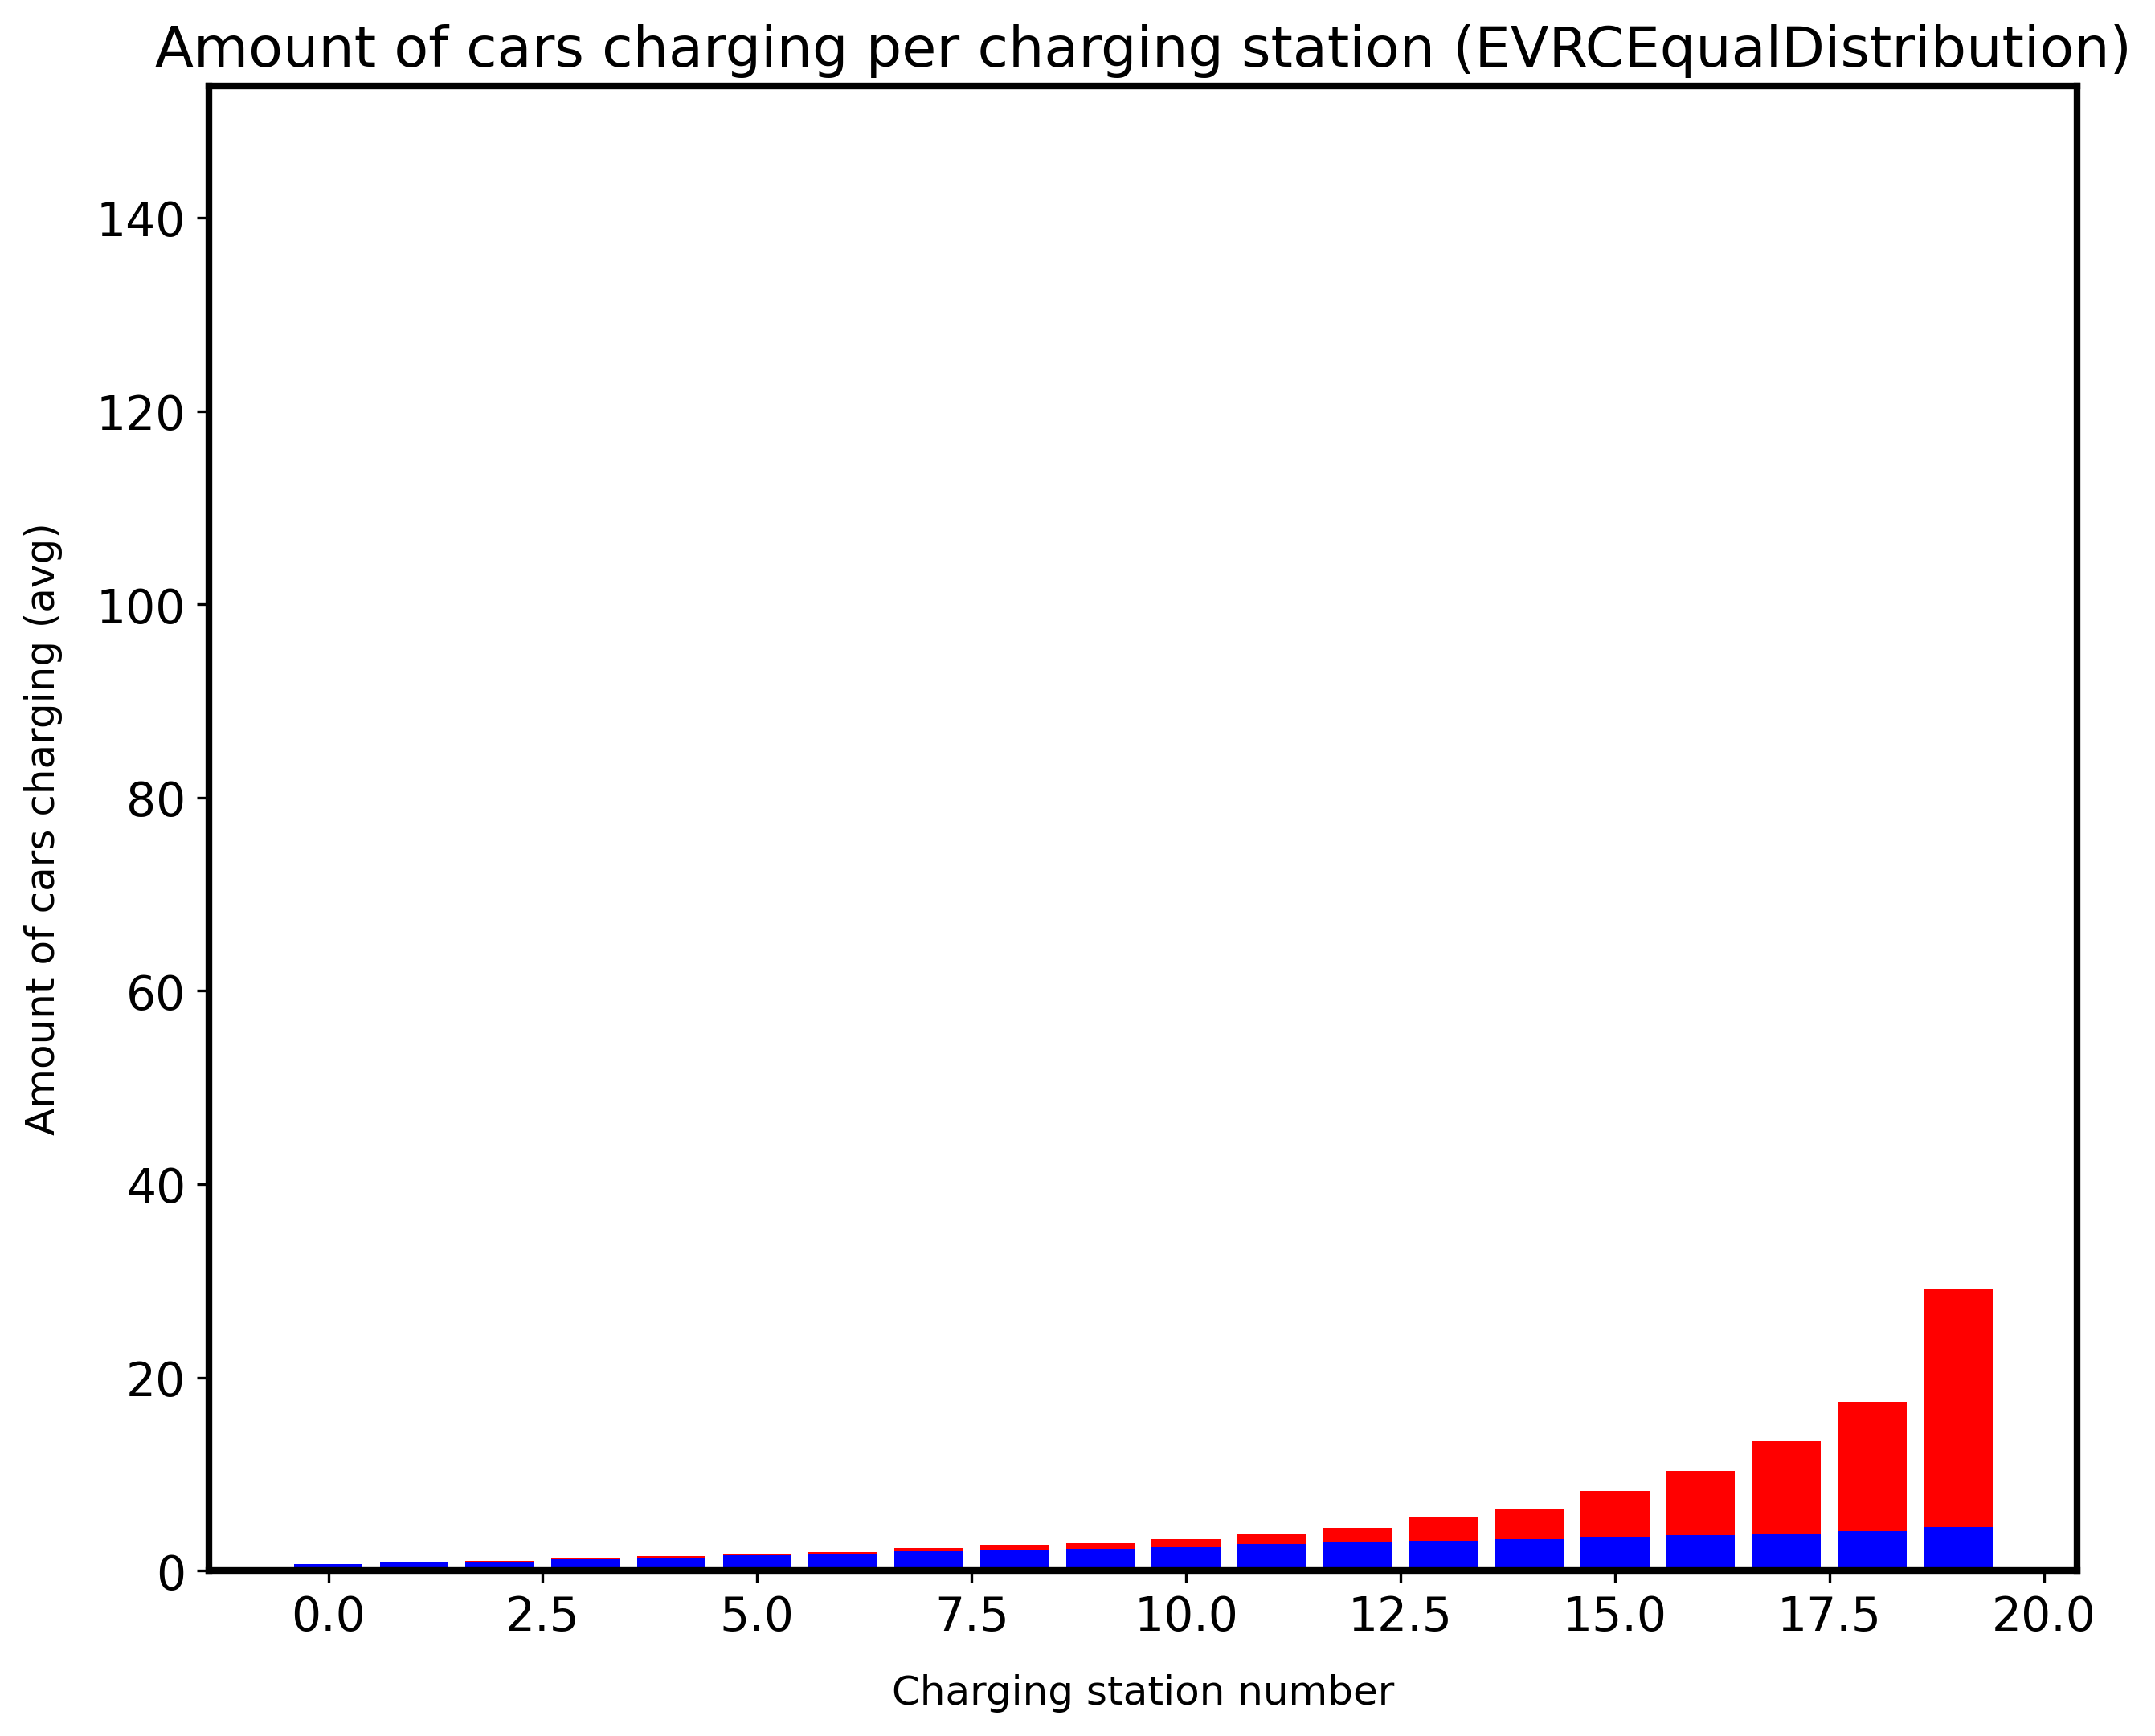 Amount of cars charging per charging station (EVRCEqualDistribution)
Amount of cars charging (avg)
140
120
100
80
60
40
20
0
0.0 2.5 5.0 7.5 10.0 12.5 15.0 17.5 20.0
Charging station number